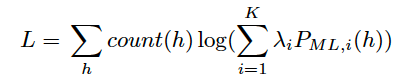 L = \sum_{h} count(h) \log(\sum_{i=1}^{K} \lambda_i P_{ML,i}(h))